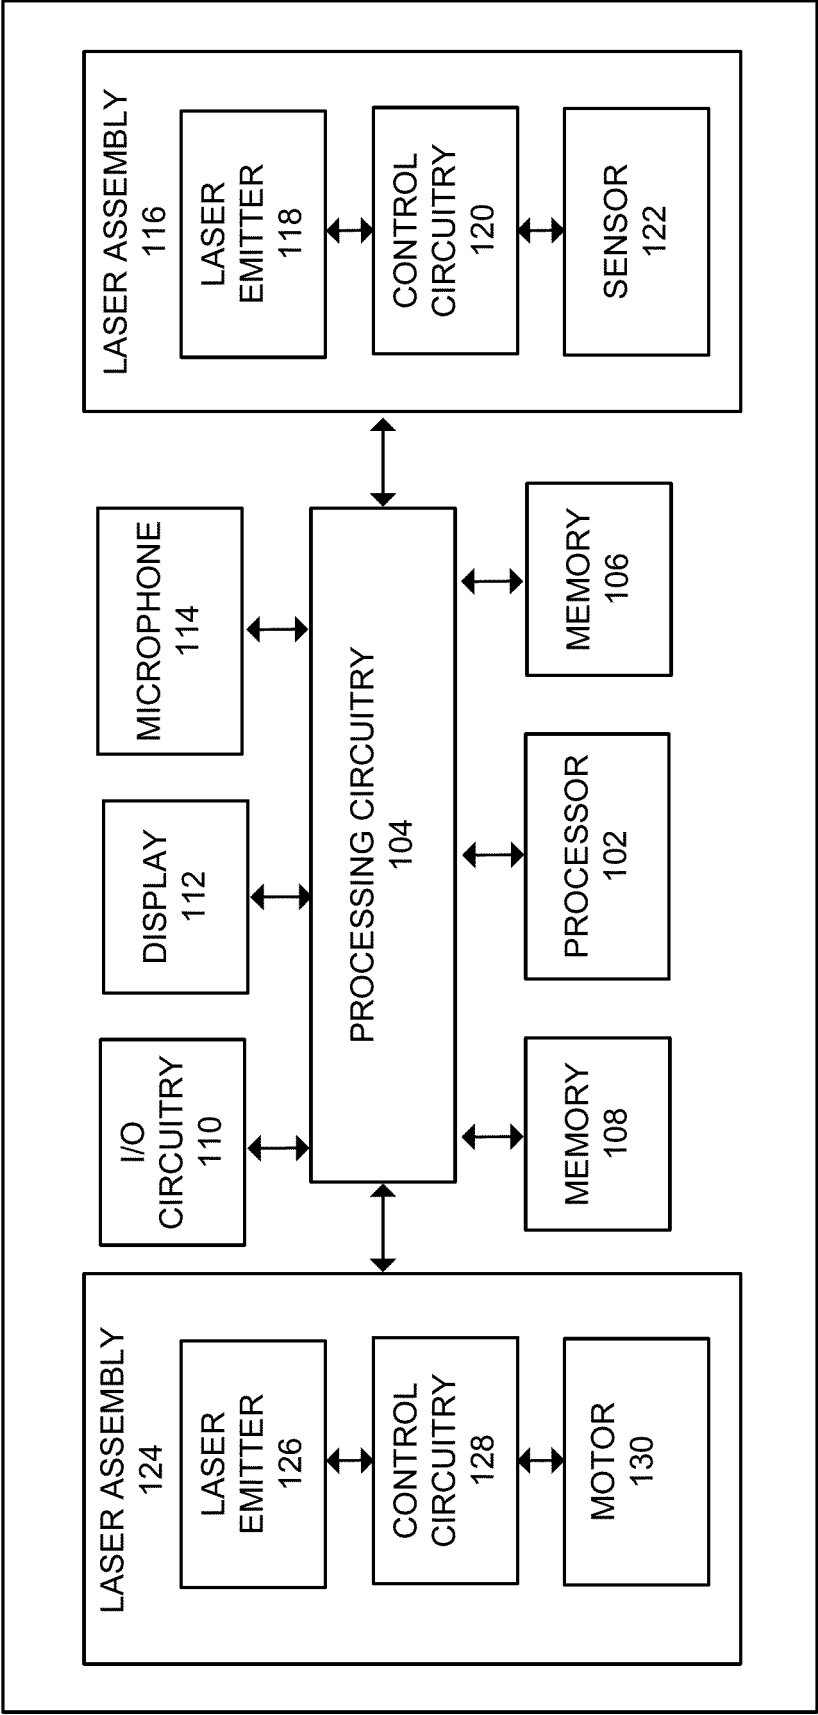 LASER ASSEMBLY
124
LASER
EMITTER
126
CONTROL
CIRCUITRY
128
MOTOR
130
I/O
CIRCUITRY
110
DISPLAY
112
MICROPHONE
114
PROCESSING CIRCUITRY
104
MEMORY
108
PROCESSOR
102
MEMORY
106
LASER ASSEMBLY
116
LASER
EMITTER
118
CONTROL
CIRCUITRY
120
SENSOR
122